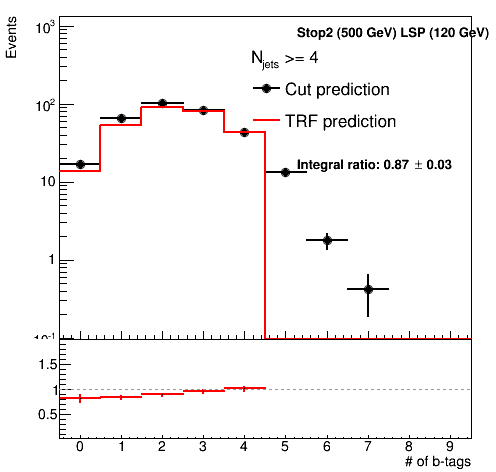 Events
Stop2 (500 GeV) LSP (120 GeV)
N_jets >= 4
Cut prediction
TRF prediction
Integral ratio: 0.87 ± 0.03
10^3
10^2
10
1
10^-1
1.5
1
0.5
0 1 2 3 4 5 6 7 8 9
# of b-tags